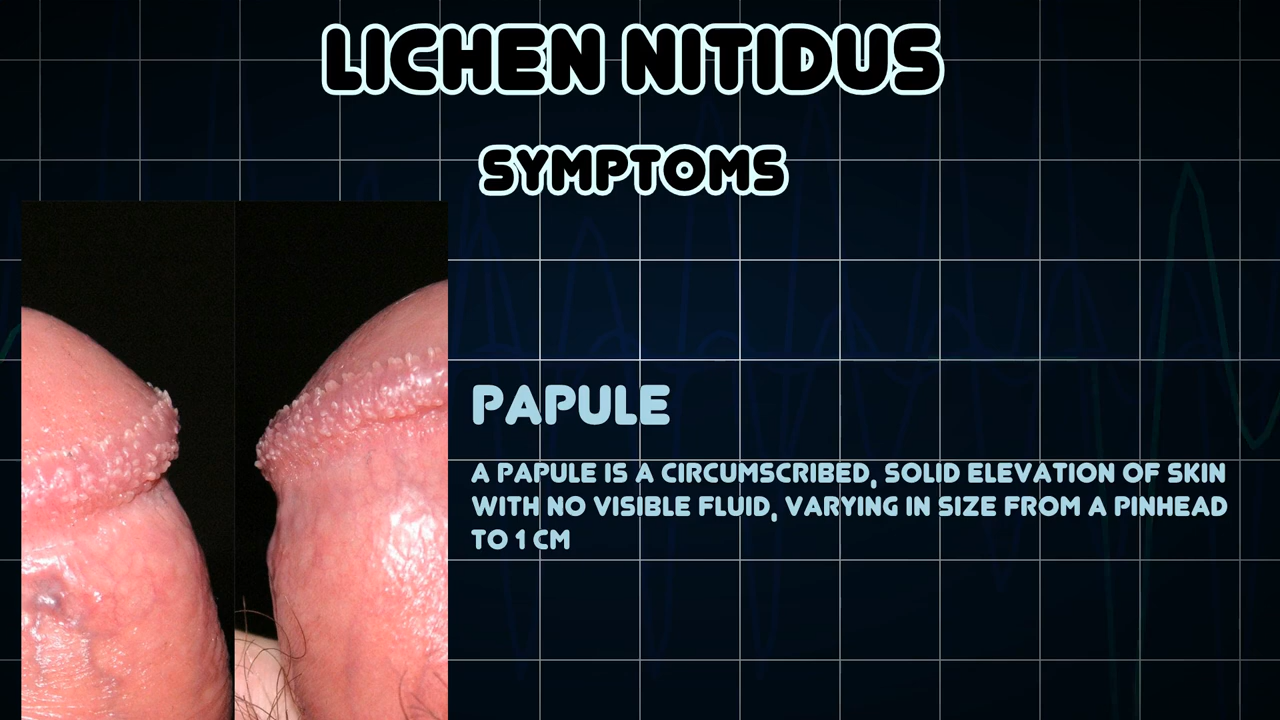 LICHEN NITIDUS
SYMPTOMS
PAPULE
A PAPULE IS A CIRCUMSCRIBED, SOLID ELEVATION OF SKIN
WITH NO VISIBLE FLUID, VARYING IN SIZE FROM A PINHEAD
TO 1 CM